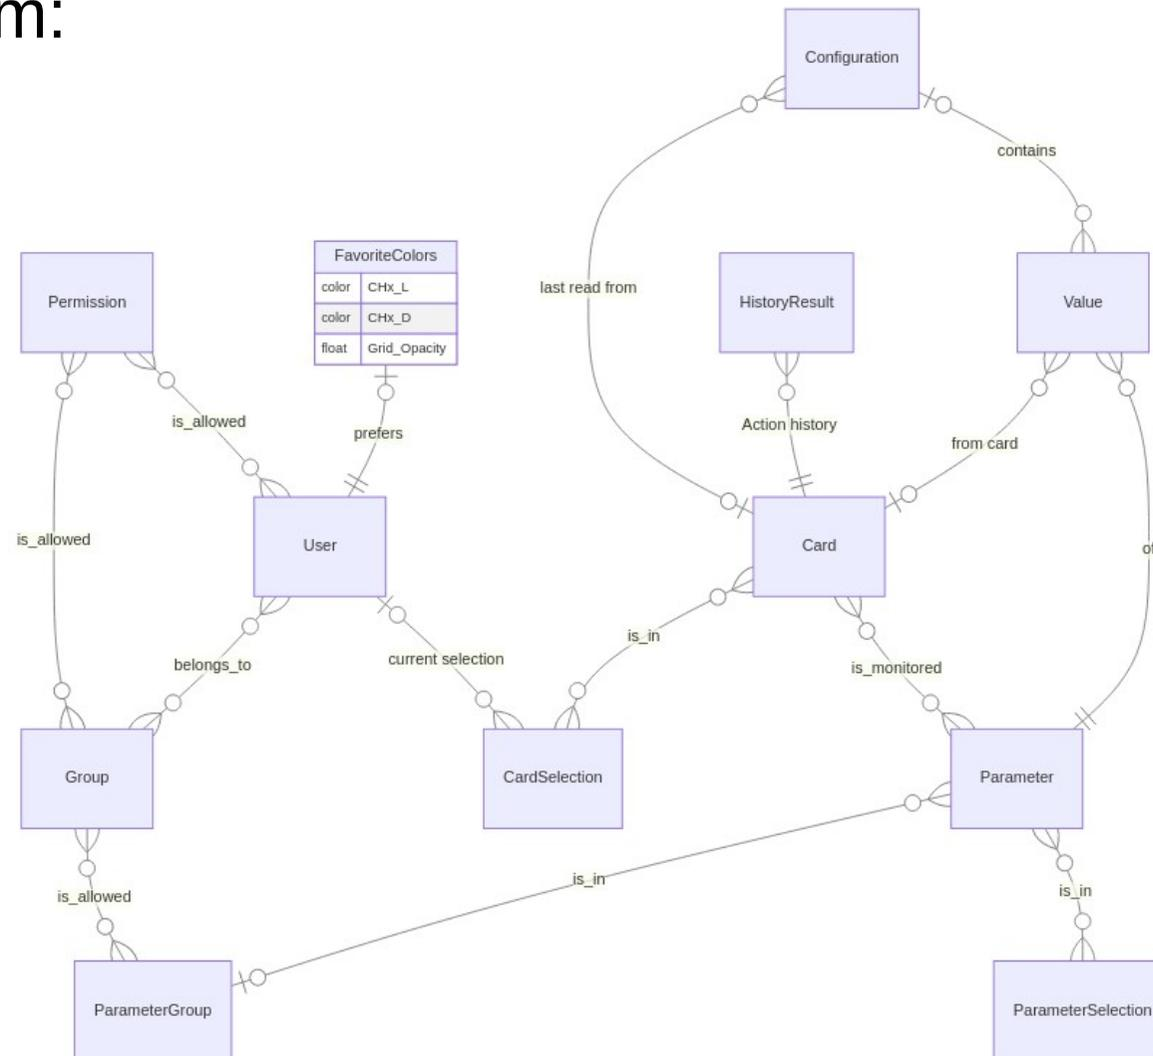 m:
Configuration
contains
Permission
FavoriteColors
color CHx_L
color CHx_D
float Grid_Opacity
last read from
HistoryResult
Value
is_allowed
prefers
Action history
from card
is_allowed
User
Card
of
belongs_to
current selection
is_in
is_monitored
Group
CardSelection
Parameter
is_allowed
is_in
is_in
ParameterGroup
ParameterSelection